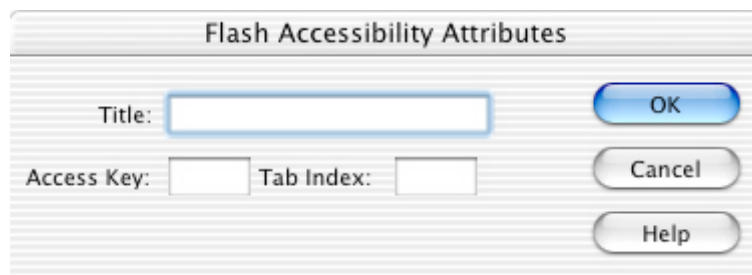 Flash Accessibility Attributes
Title:
OK
Access Key:
Tab Index:
Cancel
Help